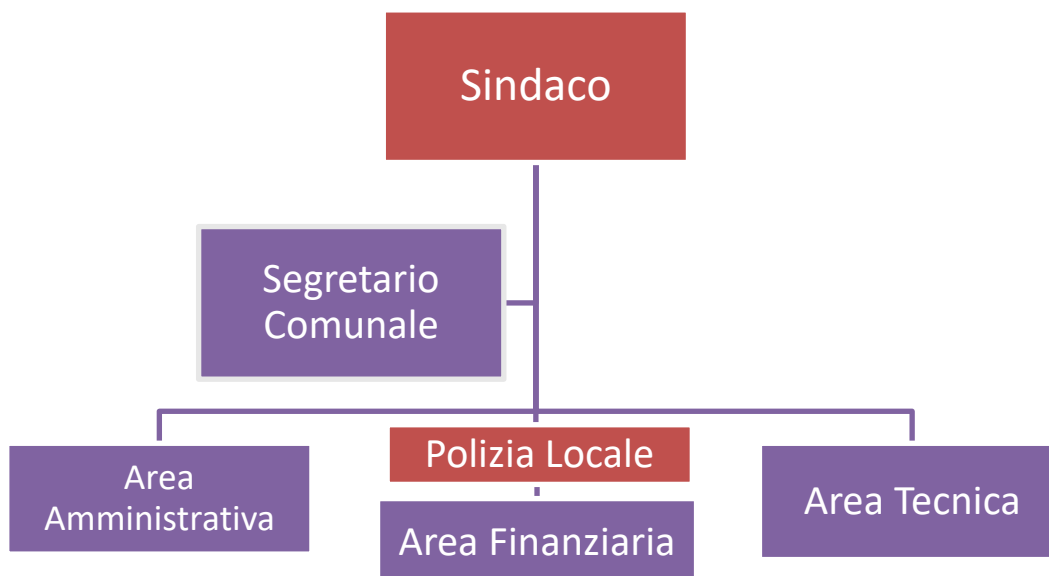 Sindaco
Segretario
Comunale
Area
Amministrativa
Polizia Locale
Area Finanziaria
Area Tecnica